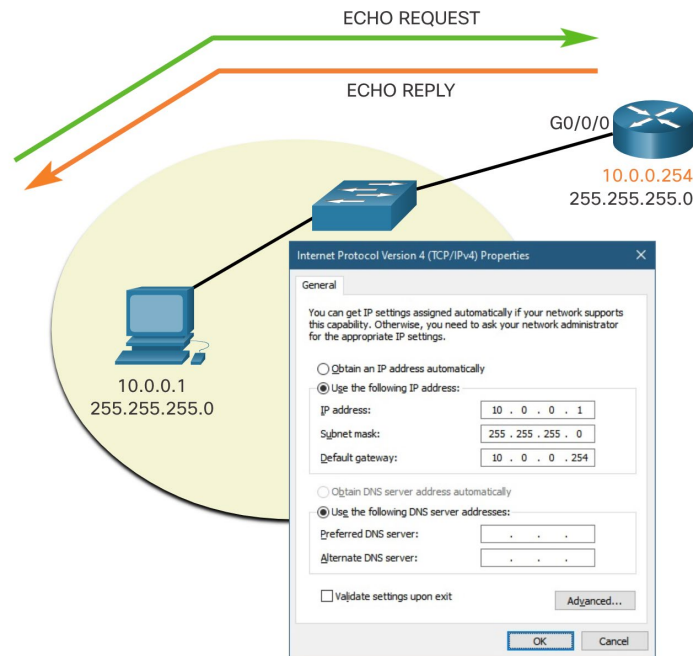 ECHO REQUEST
ECHO REPLY
G0/0/0
10.0.0.254
255.255.255.0
10.0.0.1
255.255.255.0
Internet Protocol Version 4 (TCP/IPv4) Properties
General
You can get IP settings assigned automatically if your network supports
this capability. Otherwise, you need to ask your network administrator
for the appropriate IP settings.
Obtain an IP address automatically
Use the following IP address:
IP address: 10 . 0 . 0 . 1
Subnet mask: 255 . 255 . 255 . 0
Default gateway: 10 . 0 . 0 . 254
Obtain DNS server address automatically
Use the following DNS server addresses:
Preferred DNS server: . . .
Alternate DNS server: . . .
Validate settings upon exit
Advanced...
OK Cancel